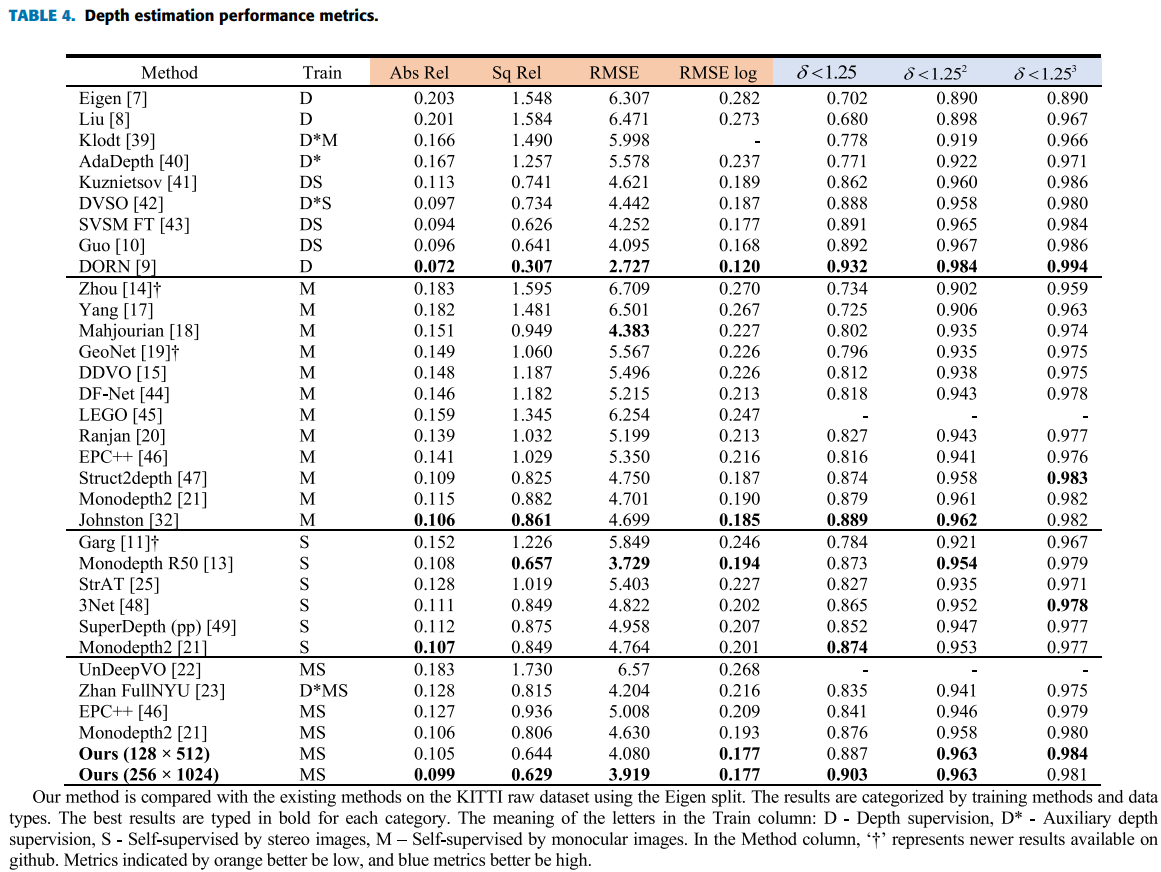 TABLE 4. Depth estimation performance metrics.
Method Train Abs Rel Sq Rel RMSE RMSE log δ<1.25 δ<1.25² δ<1.25³
Eigen [7] D 0.203 1.548 6.307 0.282 0.702 0.890 0.890
Liu [8] D 0.201 1.584 6.471 0.273 0.680 0.898 0.967
Klodt [39] D*M 0.166 1.490 5.998 - 0.778 0.919 0.966
AdaDepth [40] D* 0.167 1.257 5.578 0.237 0.771 0.922 0.971
Kuznietsov [41] DS 0.113 0.741 4.621 0.189 0.862 0.960 0.986
DVSO [42] D*S 0.097 0.734 4.442 0.187 0.888 0.958 0.980
SVSM FT [43] DS 0.094 0.626 4.252 0.177 0.891 0.965 0.984
Guo [10] DS 0.096 0.641 4.095 0.168 0.892 0.967 0.986
DORN [9] D 0.072 0.307 2.727 0.120 0.932 0.984 0.994
Zhou [14]† M 0.183 1.595 6.709 0.270 0.734 0.902 0.959
Yang [17] M 0.182 1.481 6.501 0.267 0.725 0.906 0.963
Mahjourian [18] M 0.151 0.949 4.383 0.227 0.802 0.935 0.974
GeoNet [19]† M 0.149 1.060 5.567 0.226 0.796 0.935 0.975
DDVO [15] M 0.148 1.187 5.496 0.226 0.812 0.938 0.975
DF-Net [44] M 0.146 1.182 5.215 0.213 0.818 0.943 0.978
LEGO [45] M 0.159 1.345 6.254 0.247 - - -
Ranjan [20] M 0.139 1.032 5.199 0.213 0.827 0.943 0.977
EPC++ [46] M 0.141 1.029 5.350 0.216 0.816 0.941 0.976
Struct2depth [47] M 0.109 0.825 4.750 0.187 0.874 0.958 0.983
Monodepth2 [21] M 0.115 0.882 4.701 0.190 0.879 0.961 0.982
Johnston [32] M 0.106 0.861 4.699 0.185 0.889 0.962 0.982
Garg [11]† S 0.152 1.226 5.849 0.246 0.784 0.921 0.967
Monodepth R50 [13] S 0.108 0.657 3.729 0.194 0.873 0.954 0.979
StrAT [25] S 0.128 1.019 5.403 0.227 0.827 0.935 0.971
3Net [48] S 0.111 0.849 4.822 0.202 0.865 0.952 0.978
SuperDepth (pp) [49] S 0.112 0.875 4.958 0.207 0.852 0.947 0.977
Monodepth2 [21] S 0.107 0.849 4.764 0.201 0.874 0.953 0.977
UnDeepVO [22] MS 0.183 1.730 6.57 0.268 - - -
Zhan FullNYU [23] D*MS 0.128 0.815 4.204 0.216 0.835 0.941 0.975
EPC++ [46] MS 0.127 0.936 5.008 0.209 0.841 0.946 0.979
Monodepth2 [21] MS 0.106 0.806 4.630 0.193 0.876 0.958 0.980
Ours (128 × 512) MS 0.105 0.644 4.080 0.177 0.887 0.963 0.984
Ours (256 × 1024) MS 0.099 0.629 3.919 0.177 0.903 0.963 0.981
Our method is compared with the existing methods on the KITTI raw dataset using the Eigen split. The results are categorized by training methods and data
types. The best results are typed in bold for each category. The meaning of the letters in the Train column: D - Depth supervision, D* - Auxiliary depth
supervision, S - Self-supervised by stereo images, M – Self-supervised by monocular images. In the Method column, ‘†’ represents newer results available on
github. Metrics indicated by orange better be low, and blue metrics better be high.